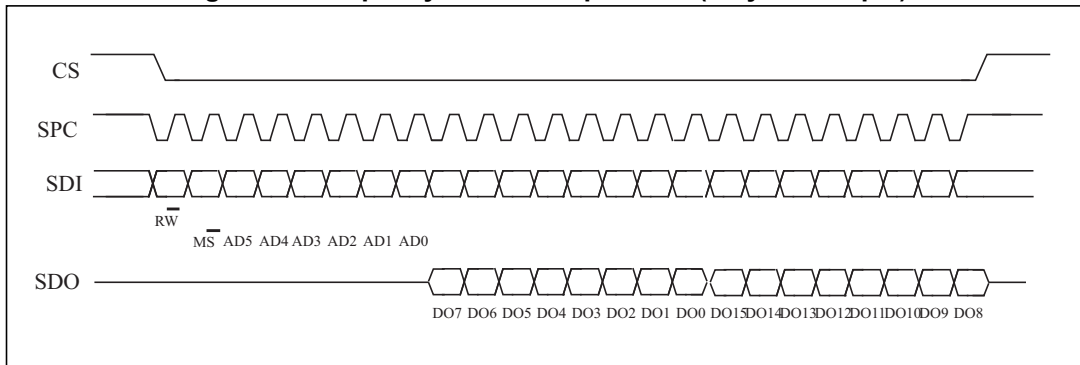 CS
SPC
SDI
RW
MS AD5 AD4 AD3 AD2 AD1 AD0
SDO
DO7 DO6 DO5 DO4 DO3 DO2 DO1 DO0 DO15 DO14 DO13 DO12 DO11 DO10 DO9 DO8